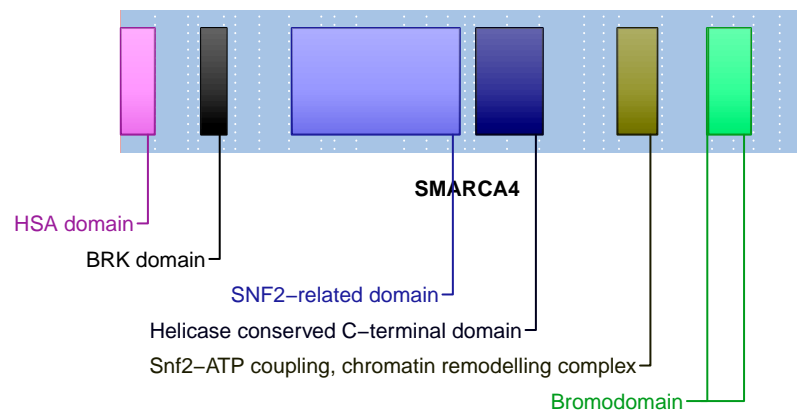 SMARCA4
HSA domain
BRK domain
SNF2−related domain
Helicase conserved C−terminal domain
Snf2−ATP coupling, chromatin remodelling complex
Bromodomain